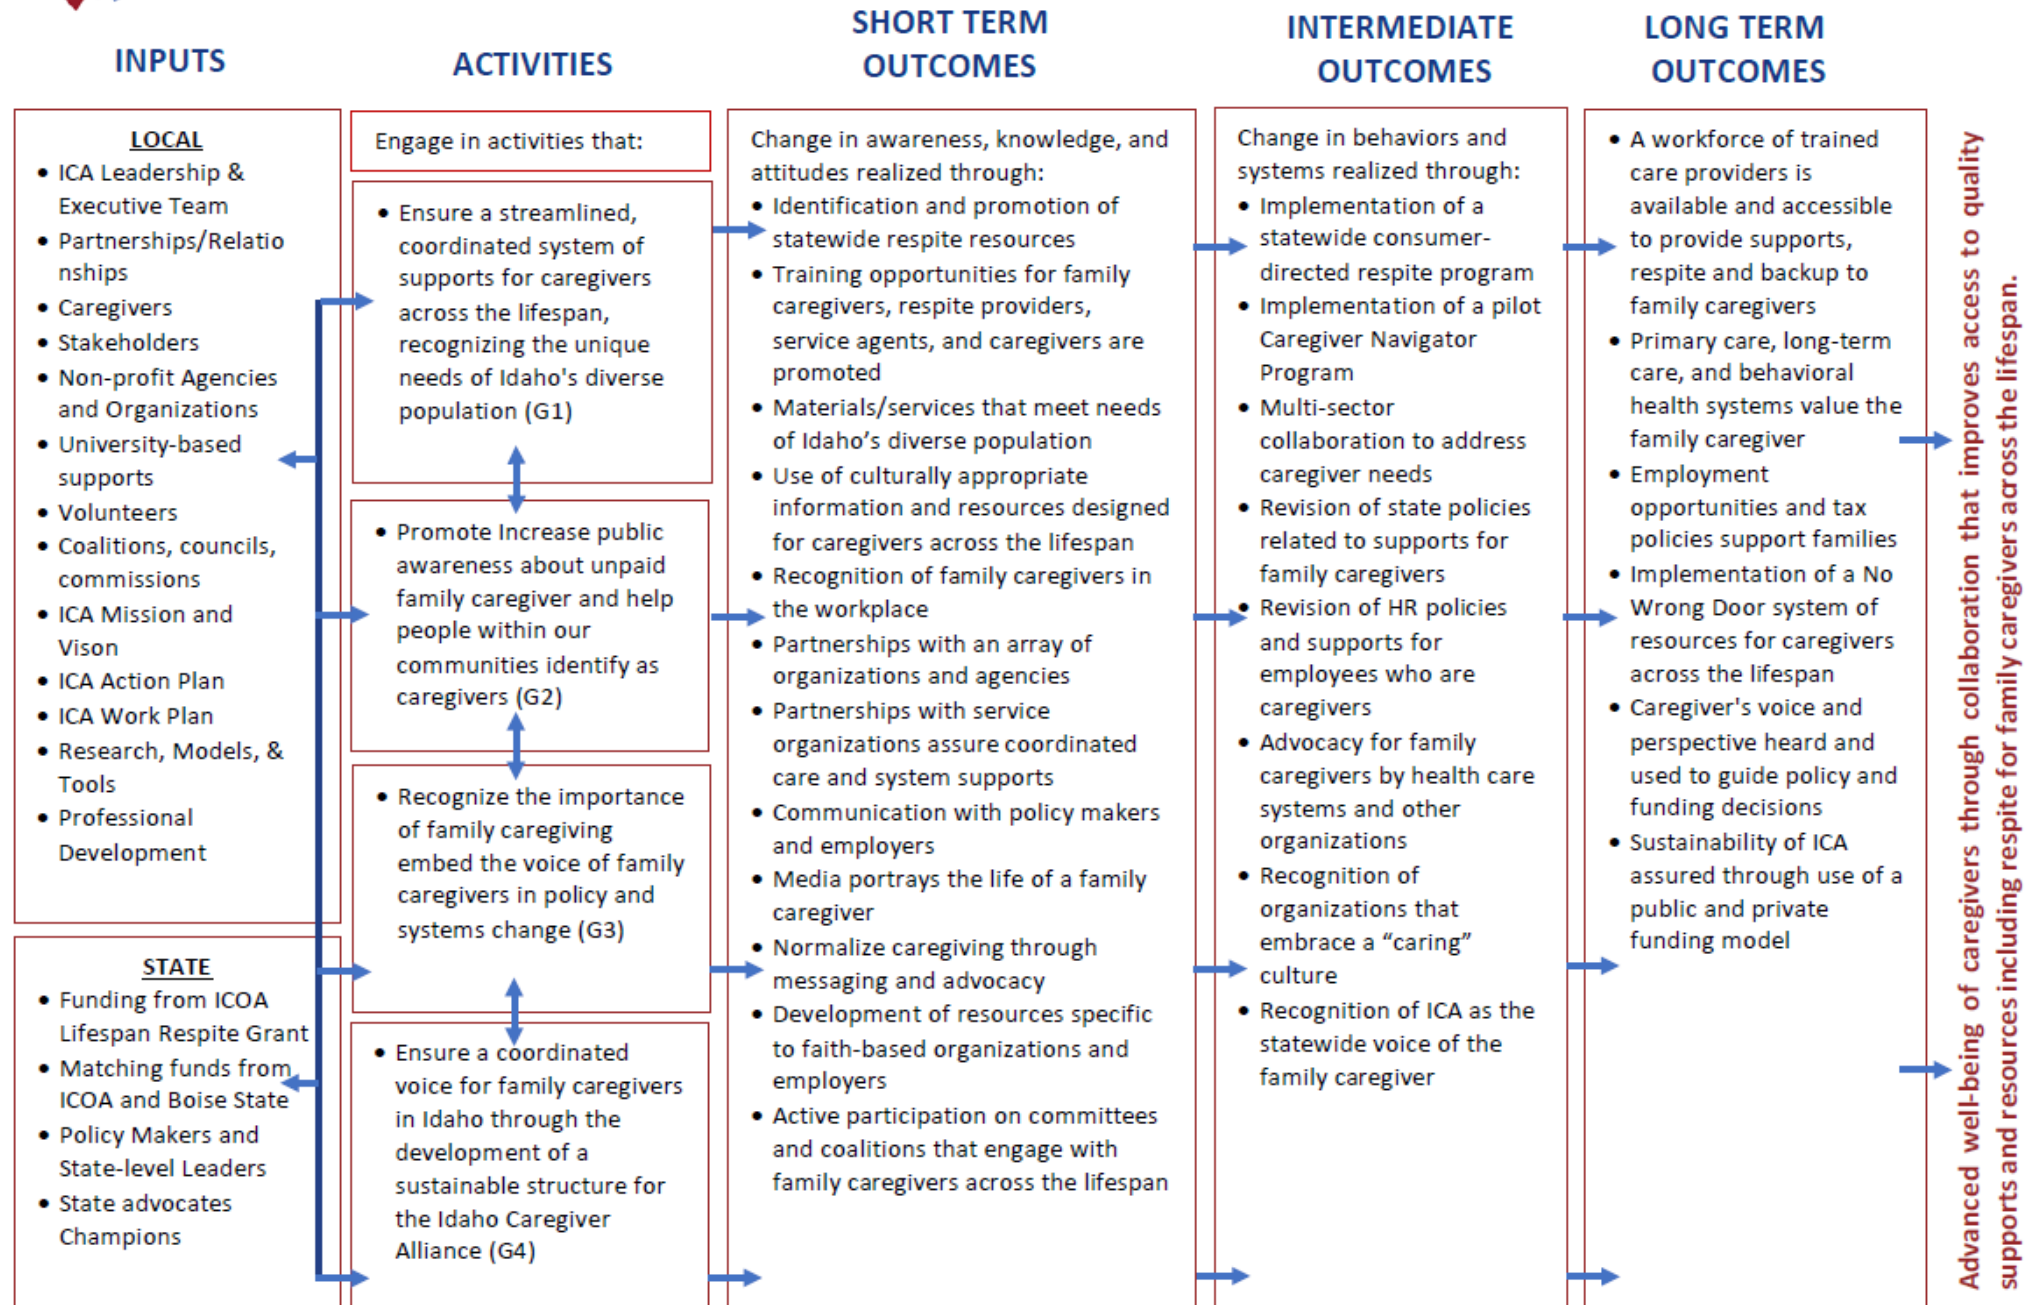 INPUTS
LOCAL
• ICA Leadership &
Executive Team
• Partnerships/Relatio
nships
• Caregivers
• Stakeholders
• Non-profit Agencies
and Organizations
• University-based
supports
• Volunteers
• Coalitions, councils,
commissions
• ICA Mission and
Vison
• ICA Action Plan
• ICA Work Plan
• Research, Models, &
Tools
• Professional
Development
STATE
• Funding from ICOA
Lifespan Respite Grant
• Matching funds from
ICOA and Boise State
• Policy Makers and
State-level Leaders
• State advocates
Champions
ACTIVITIES
Engage in activities that:
• Ensure a streamlined,
coordinated system of
supports for caregivers
across the lifespan,
recognizing the unique
needs of Idaho's diverse
population (G1)
• Promote Increase public
awareness about unpaid
family caregiver and help
people within our
communities identify as
caregivers (G2)
• Recognize the importance
of family caregiving
embed the voice of family
caregivers in policy and
systems change (G3)
• Ensure a coordinated
voice for family caregivers
in Idaho through the
development of a
sustainable structure for
the Idaho Caregiver
Alliance (G4)
SHORT TERM
OUTCOMES
Change in awareness, knowledge, and
attitudes realized through:
• Identification and promotion of
statewide respite resources
• Training opportunities for family
caregivers, respite providers,
service agents, and caregivers are
promoted
• Materials/services that meet needs
of Idaho’s diverse population
• Use of culturally appropriate
information and resources designed
for caregivers across the lifespan
• Recognition of family caregivers in
the workplace
• Partnerships with an array of
organizations and agencies
• Partnerships with service
organizations assure coordinated
care and system supports
• Communication with policy makers
and employers
• Media portrays the life of a family
caregiver
• Normalize caregiving through
messaging and advocacy
• Development of resources specific
to faith-based organizations and
employers
• Active participation on committees
and coalitions that engage with
family caregivers across the lifespan
INTERMEDIATE
OUTCOMES
Change in behaviors and
systems realized through:
• Implementation of a
statewide consumer-
directed respite program
• Implementation of a pilot
Caregiver Navigator
Program
• Multi-sector
collaboration to address
caregiver needs
• Revision of state policies
related to supports for
family caregivers
• Revision of HR policies
and supports for
employees who are
caregivers
• Advocacy for family
caregivers by health care
systems and other
organizations
• Recognition of
organizations that
embrace a “caring”
culture
• Recognition of ICA as the
statewide voice of the
family caregiver
LONG TERM
OUTCOMES
• A workforce of trained
care providers is
available and accessible
to provide supports,
respite and backup to
family caregivers
• Primary care, long-term
care, and behavioral
health systems value the
family caregiver
• Employment
opportunities and tax
policies support families
• Implementation of a No
Wrong Door system of
resources for caregivers
across the lifespan
• Caregiver's voice and
perspective heard and
used to guide policy and
funding decisions
• Sustainability of ICA
assured through use of a
public and private
funding model
Advanced well-being of caregivers through collaboration that improves access to quality
supports and resources including respite for family caregivers across the lifespan.